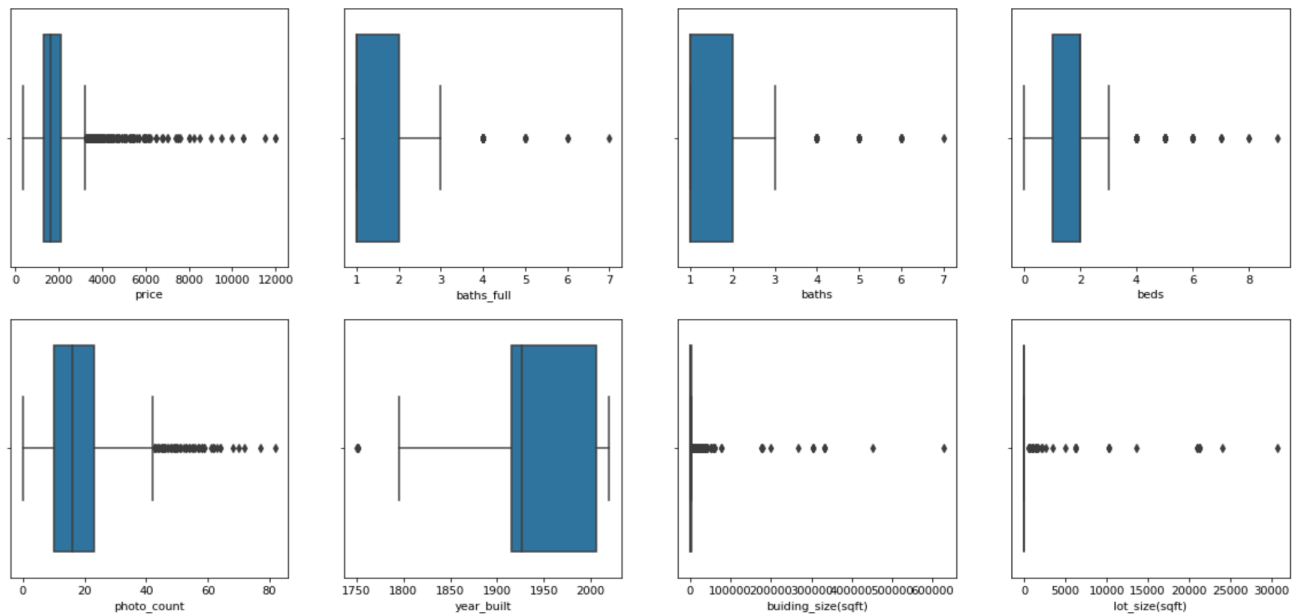 0 2000 4000 6000 8000 10000 12000
price
1 2 3 4 5 6 7
baths_full
1 2 3 4 5 6 7
baths
0 2 4 6 8
beds
0 20 40 60 80
photo_count
1750 1800 1850 1900 1950 2000
year_built
0 100000 200000 300000 400000 500000 600000
buiding_size(sqft)
0 5000 10000 15000 20000 25000 30000
lot_size(sqft)